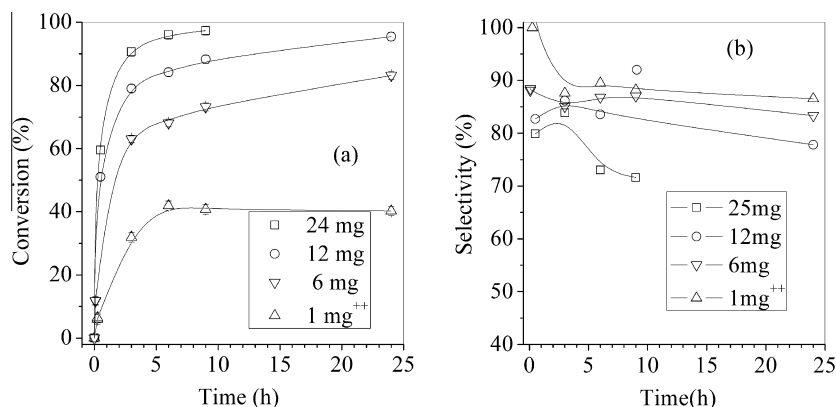 100
80
60
40
20
0
Conversion (%)
(a)
24 mg
12 mg
6 mg
1 mg⁺⁺
0 5 10 15 20 25
Time (h)
100
90
80
70
60
50
40
Selectivity (%)
(b)
25mg
12mg
6mg
1mg⁺⁺
0 5 10 15 20 25
Time(h)